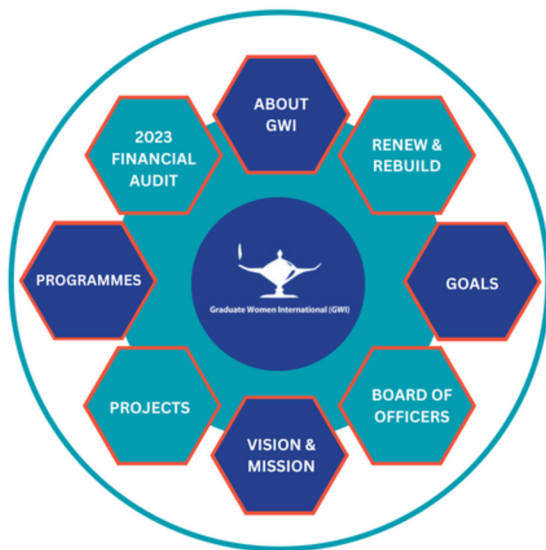 ABOUT
GWI
RENEW &
REBUILD
GOALS
BOARD OF
OFFICERS
VISION &
MISSION
PROJECTS
PROGRAMMES
2023
FINANCIAL
AUDIT
Graduate Women International (GWI)